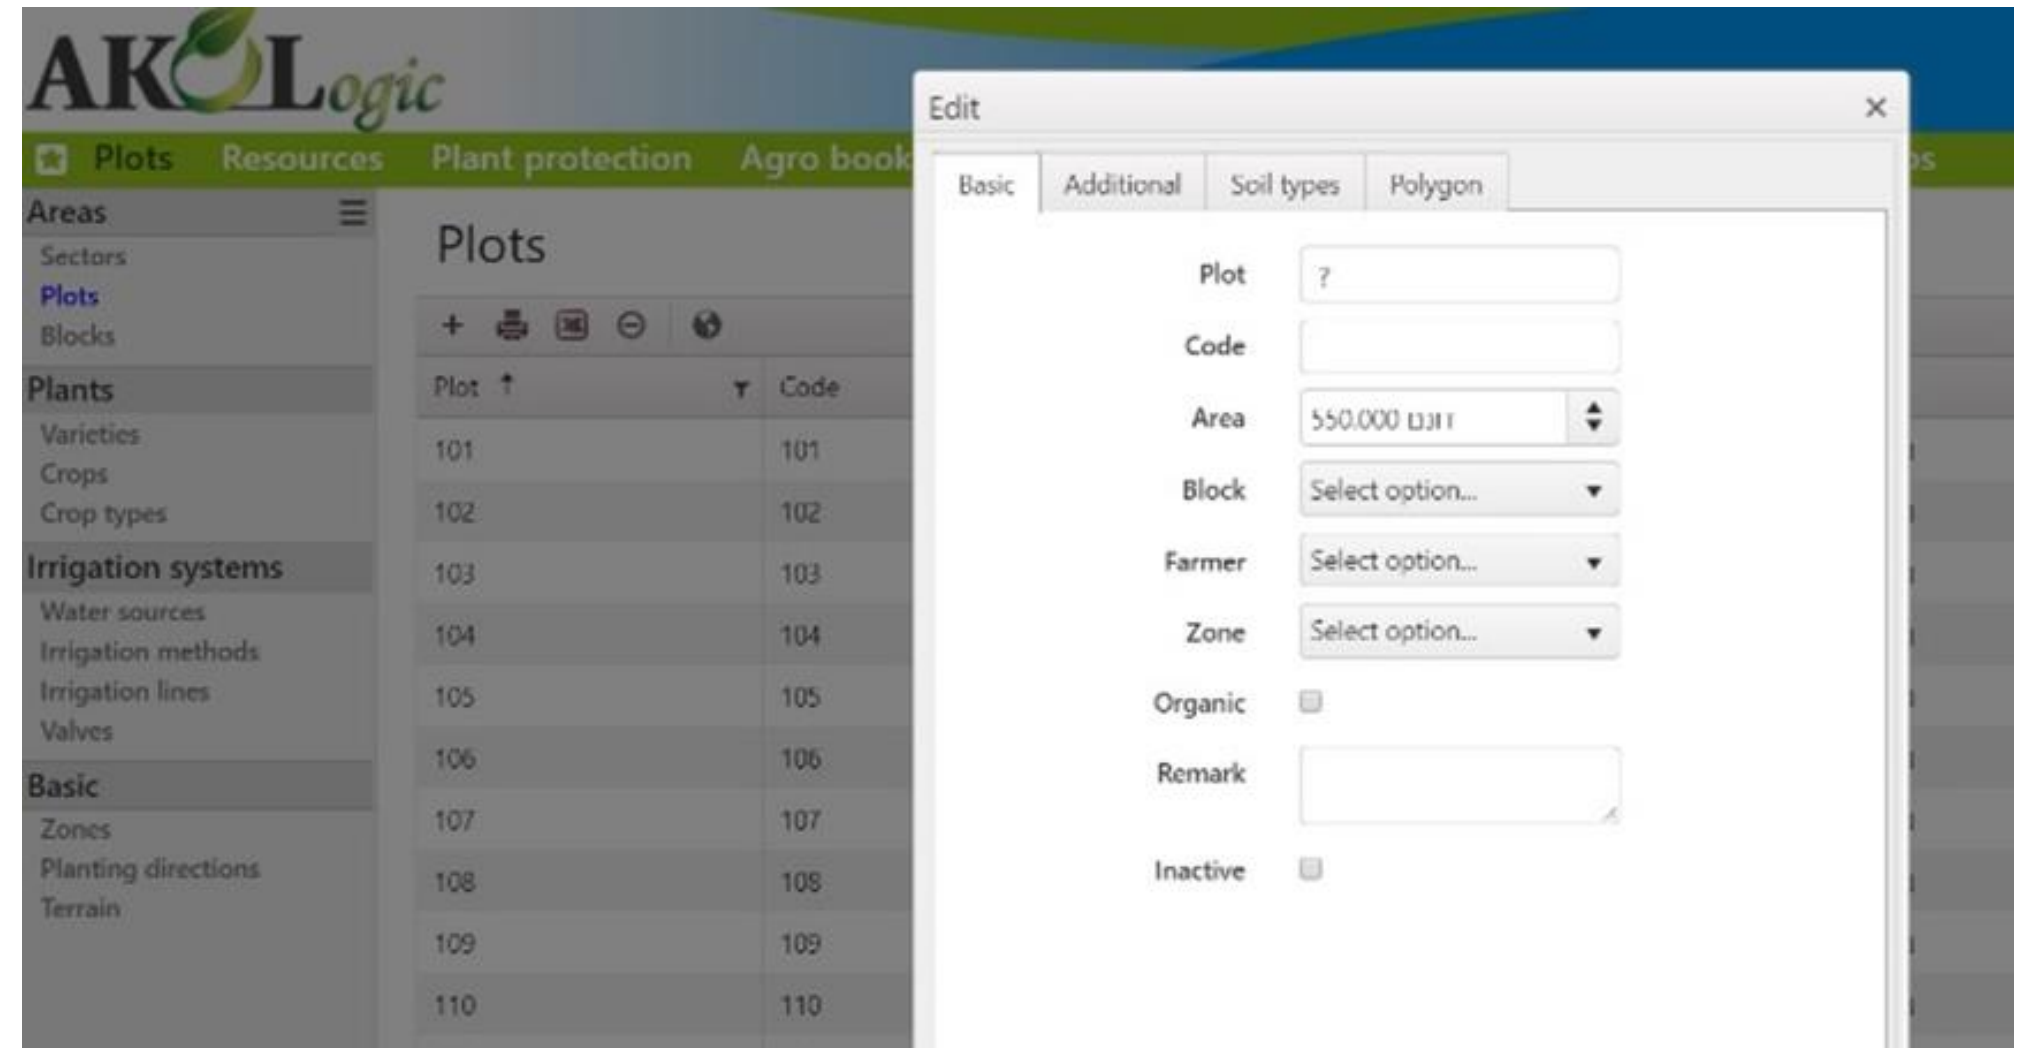 AKOLogic
Plots Resources Plant protection Agro book
Areas
Sectors
Plots
Blocks
Plants
Varieties
Crops
Crop types
Irrigation systems
Water sources
Irrigation methods
Irrigation lines
Valves
Basic
Zones
Planting directions
Terrain
Plots
Plot Code
101 101
102 102
103 103
104 104
105 105
106 106
107 107
108 108
109 109
110 110
Edit
Basic Additional Soil types Polygon
Plot ?
Code
Area 550.000 דונם
Block Select option...
Farmer Select option...
Zone Select option...
Organic
Remark
Inactive